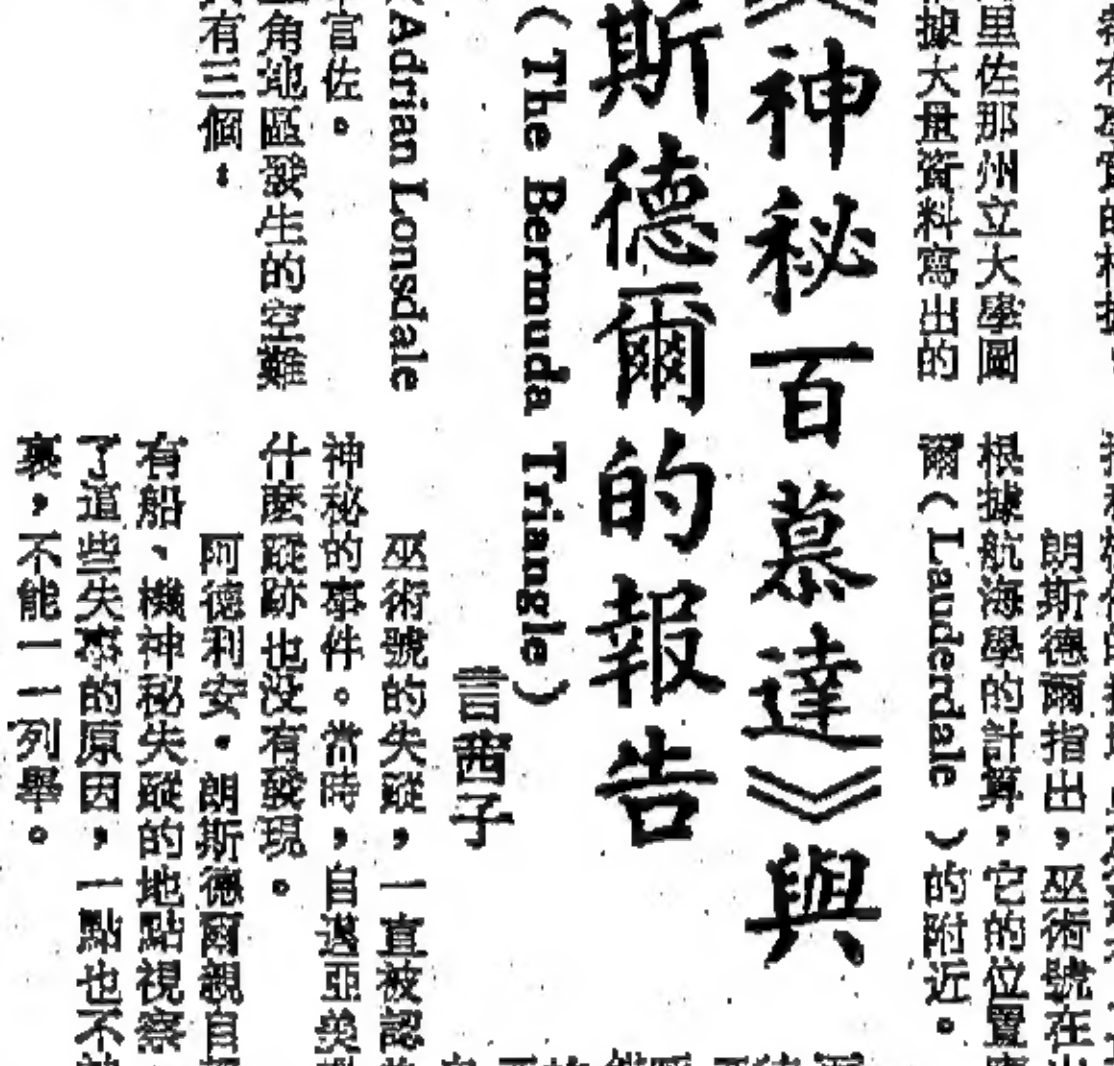 里佐那州立大學圖
據大量資料寫出的
《神秘百慕達》與
斯德爾的報告
(The Bermuda Triangle)
言茜子
(Adrian Lonsdale
官佐。
角地區發生的空難
有三個:
朗斯德爾指出,巫術號在
根據航海學的計算,它的位置
爾(Lauderdale)的附近。
巫術號的失蹤,一直被認
神秘的事件。當時,自邁亞美
什麼蹤跡也沒有發現。
阿德利安・朗斯德爾親自
有船、機神秘失蹤的地點視察
了這些失事的原因,一點也不
裏,不能一一列舉。